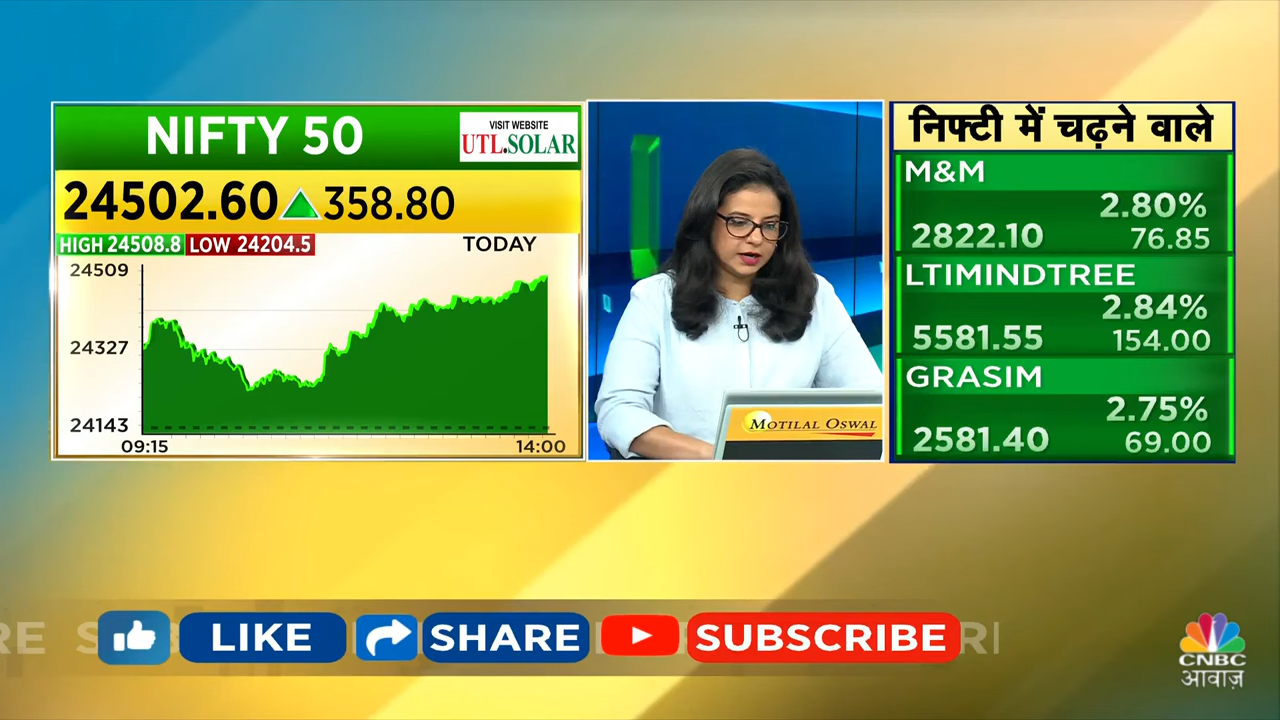 NIFTY 50
VISIT WEBSITE
UTL.SOLAR
24502.60 358.80
HIGH 24508.8 LOW 24204.5 TODAY
24509
24327
24143
09:15 14:00
MOTILAL OSWAL
निफ्टी में चढ़ने वाले
M&M
2.80%
2822.10 76.85
LTIMINDTREE
2.84%
5581.55 154.00
GRASIM
2.75%
2581.40 69.00
LIKE SHARE SUBSCRIBE
CNBC
आवाज़